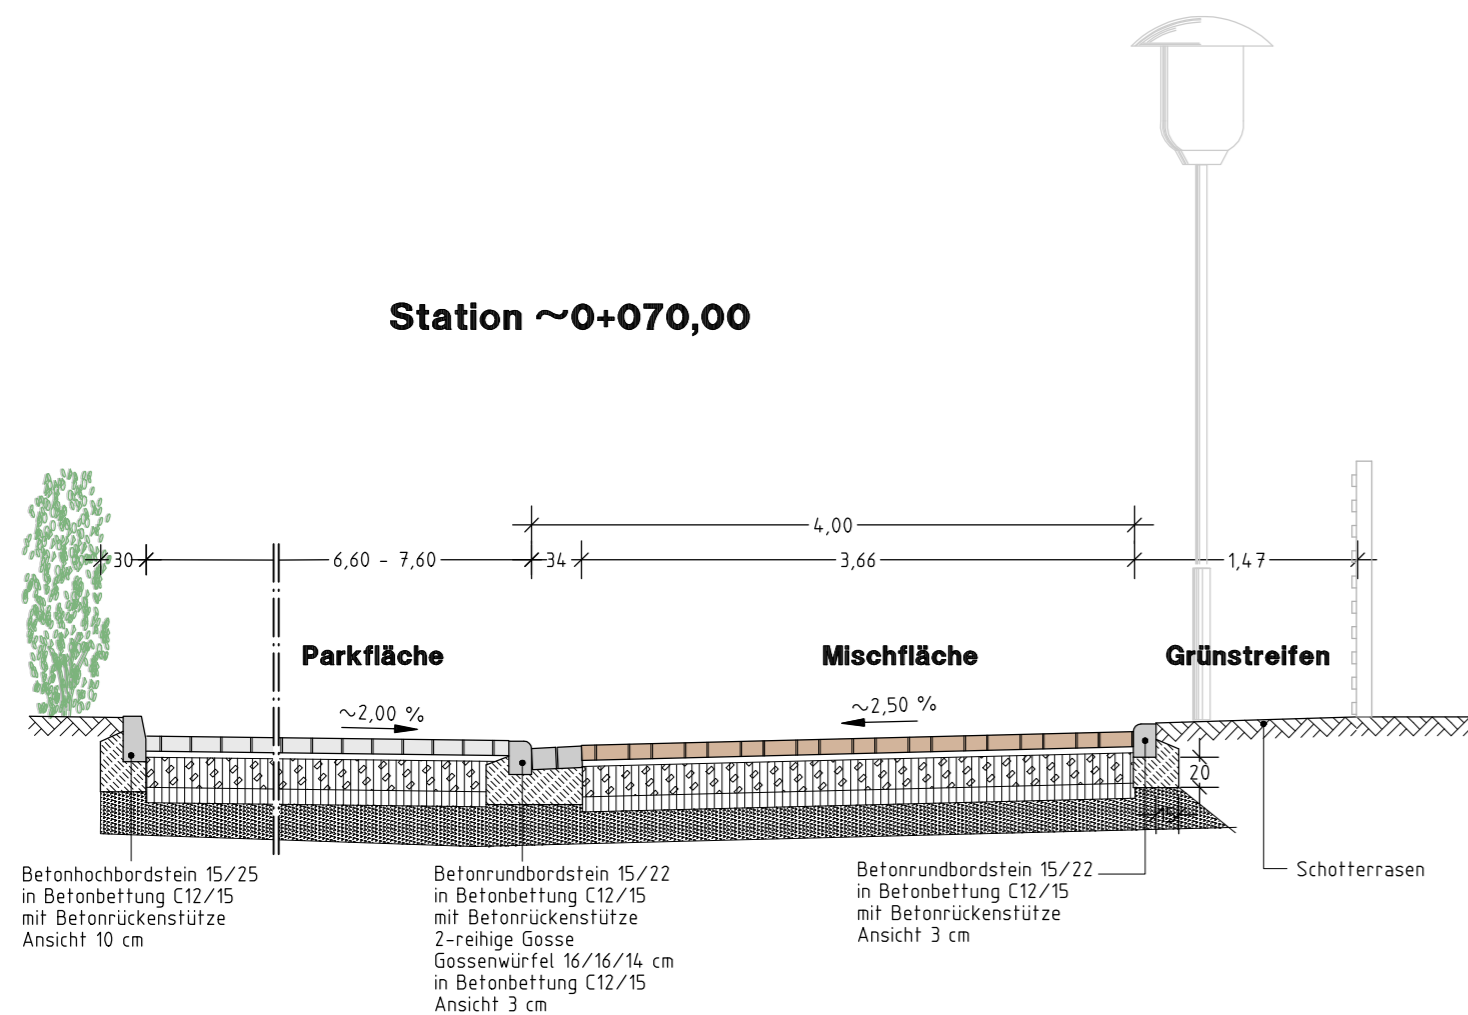 Station ~0+070,00
4,00
30
6,60 - 7,60
34
3,66
1,47
Parkfläche
Mischfläche
Grünstreifen
~2,00 %
~2,50 %
20
15
Betonhochbordstein 15/25
in Betonbettung C12/15
mit Betonrückenstütze
Ansicht 10 cm
Betonrundbordstein 15/22
in Betonbettung C12/15
mit Betonrückenstütze
2-reihige Gosse
Gossenwürfel 16/16/14 cm
in Betonbettung C12/15
Ansicht 3 cm
Betonrundbordstein 15/22
in Betonbettung C12/15
mit Betonrückenstütze
Ansicht 3 cm
Schotterrasen